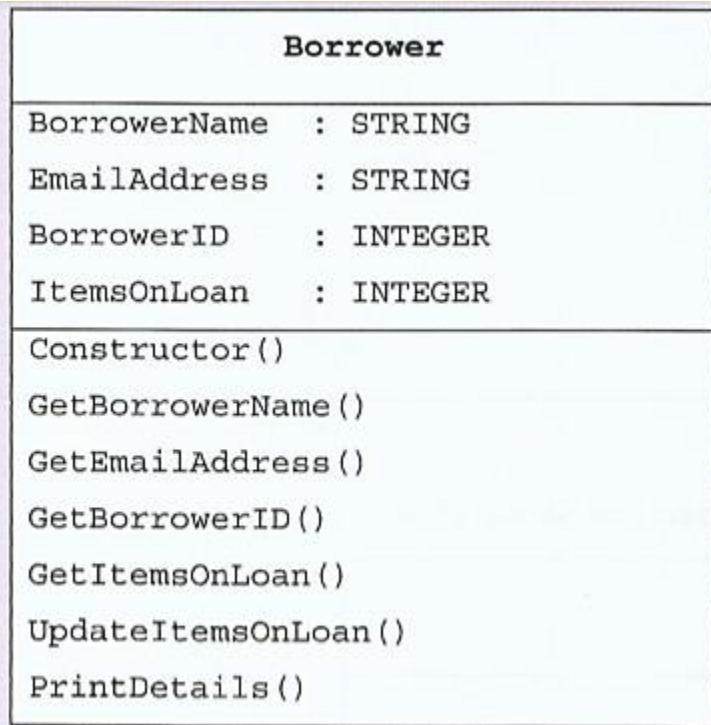 Borrower
BorrowerName : STRING
EmailAddress : STRING
BorrowerID : INTEGER
ItemsOnLoan : INTEGER
Constructor()
GetBorrowerName()
GetEmailAddress()
GetBorrowerID()
GetItemsOnLoan()
UpdateItemsOnLoan()
PrintDetails()